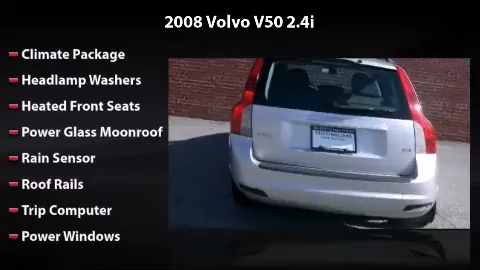 2008 Volvo V50 2.4i
Climate Package
Headlamp Washers
Heated Front Seats
Power Glass Moonroof
Rain Sensor
Roof Rails
Trip Computer
Power Windows